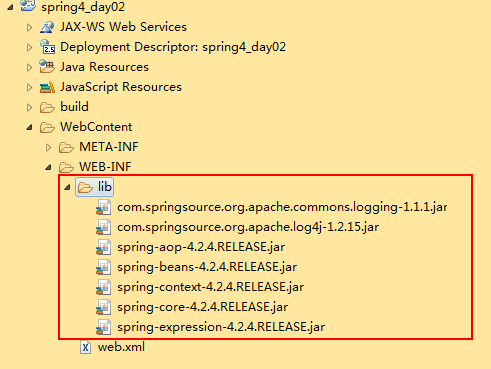 spring4_day02
JAX-WS Web Services
Deployment Descriptor: spring4_day02
Java Resources
JavaScript Resources
build
WebContent
META-INF
WEB-INF
lib
com.springsource.org.apache.commons.logging-1.1.1.jar
com.springsource.org.apache.log4j-1.2.15.jar
spring-aop-4.2.4.RELEASE.jar
spring-beans-4.2.4.RELEASE.jar
spring-context-4.2.4.RELEASE.jar
spring-core-4.2.4.RELEASE.jar
spring-expression-4.2.4.RELEASE.jar
web.xml